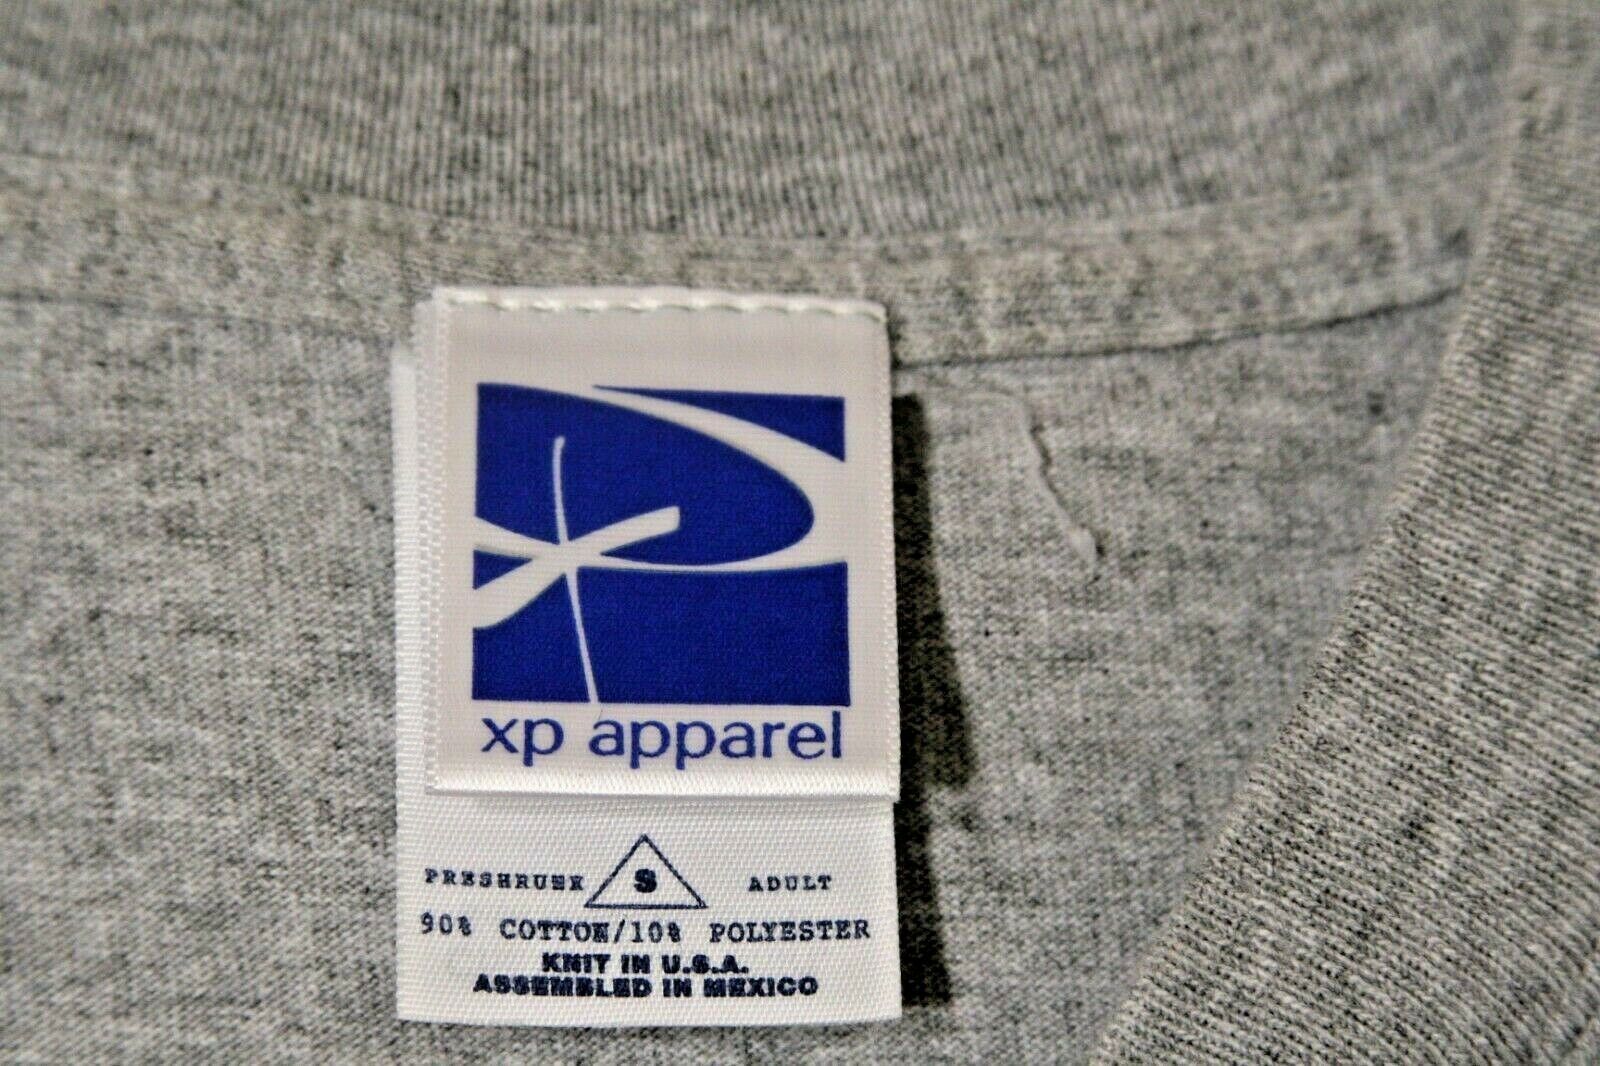 xp apparel
PRESHRUNK S ADULT
90% COTTON/10% POLYESTER
KNIT IN U.S.A.
ASSEMBLED IN MEXICO